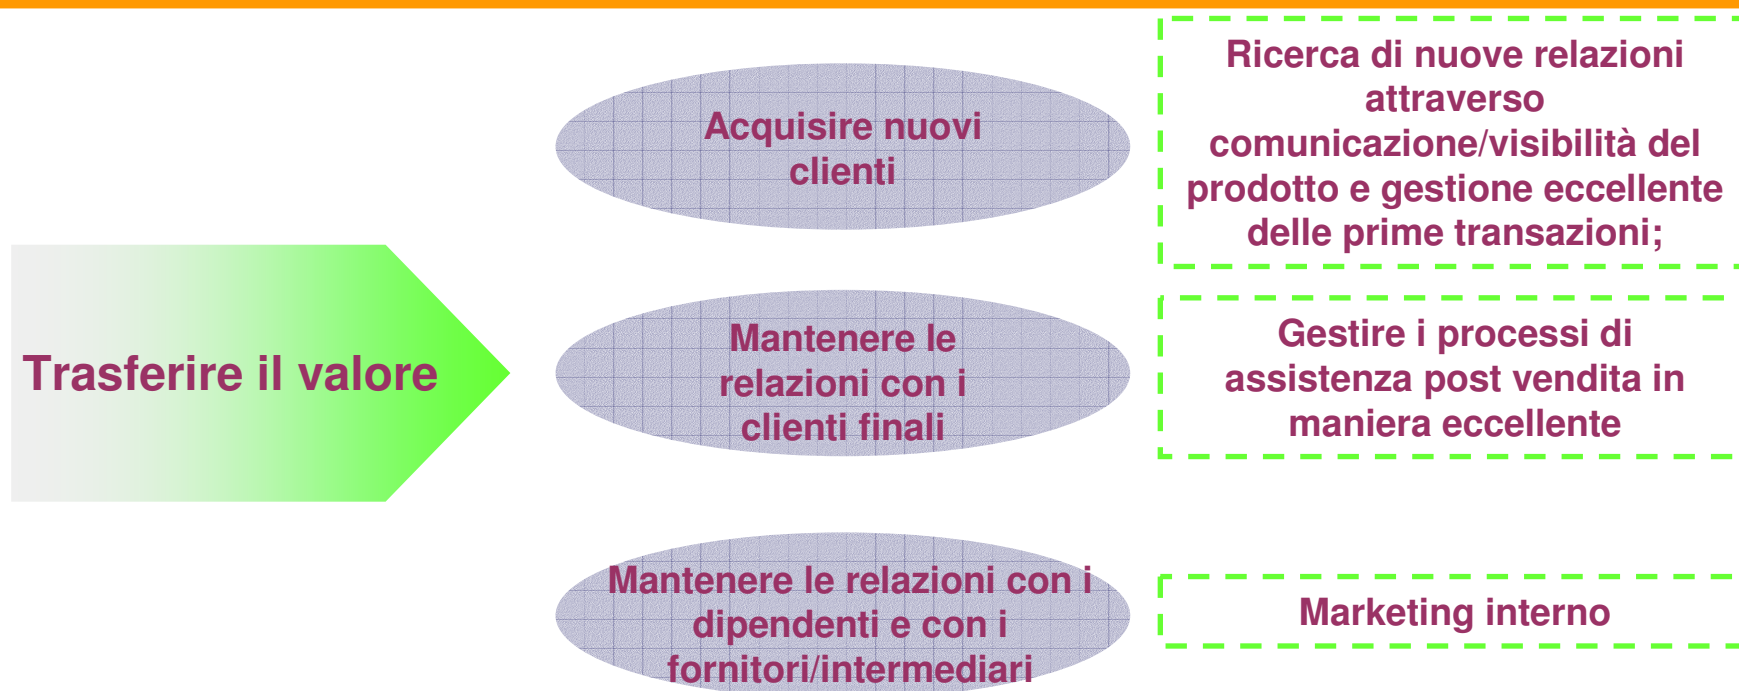 Trasferire il valore
Acquisire nuovi
clienti
Ricerca di nuove relazioni
attraverso
comunicazione/visibilità del
prodotto e gestione eccellente
delle prime transazioni;
Mantenere le
relazioni con i
clienti finali
Gestire i processi di
assistenza post vendita in
maniera eccellente
Mantenere le relazioni con i
dipendenti e con i
fornitori/intermediari
Marketing interno